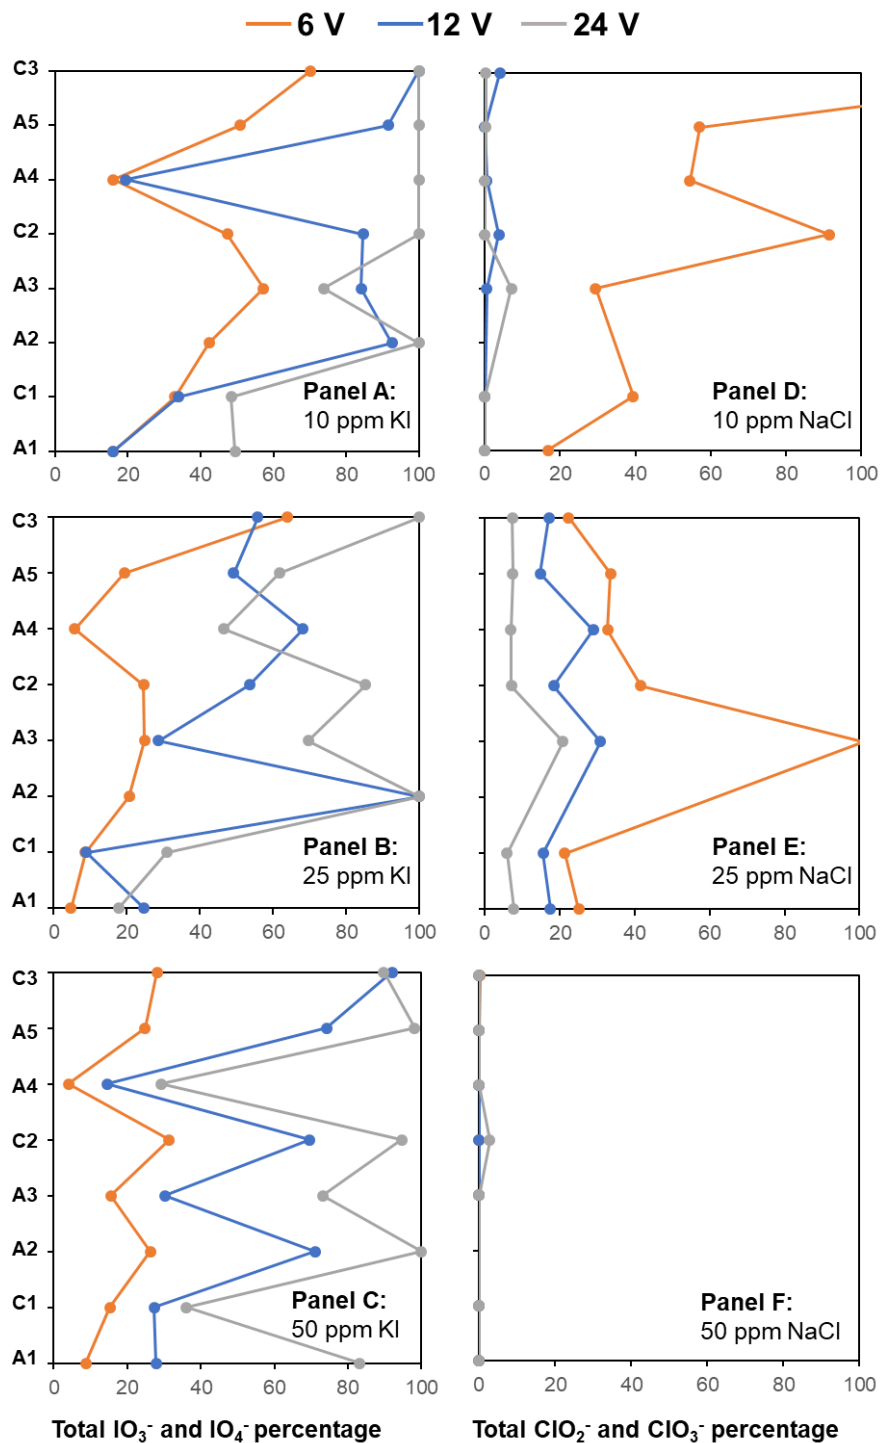 6 V 12 V 24 V
C3
A5
A4
C2
A3
A2
C1
A1
Panel A:
10 ppm KI
0 20 40 60 80 100
Panel D:
10 ppm NaCl
0 20 40 60 80 100
C3
A5
A4
C2
A3
A2
C1
A1
Panel B:
25 ppm KI
0 20 40 60 80 100
Panel E:
25 ppm NaCl
0 20 40 60 80 100
C3
A5
A4
C2
A3
A2
C1
A1
Panel C:
50 ppm KI
0 20 40 60 80 100
Panel F:
50 ppm NaCl
0 20 40 60 80 100
Total IO₃⁻ and IO₄⁻ percentage
Total ClO₂⁻ and ClO₃⁻ percentage